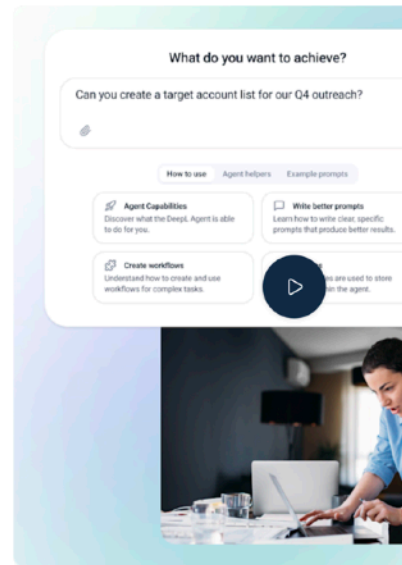 What do you want to achieve?
Can you create a target account list for our Q4 outreach?
How to use Agent helpers Example prompts
Agent Capabilities
Discover what the DeepL Agent is able
to do for you.
Write better prompts
Learn how to write clear, specific
prompts that produce better results.
Create workflows
Understand how to create and use
workflows for complex tasks.
are used to store
the agent.